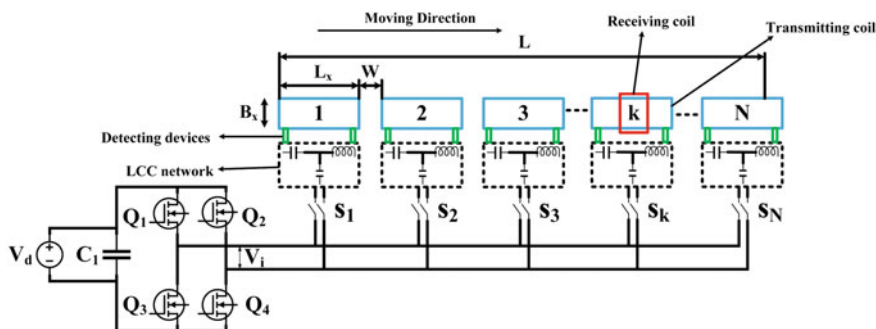 Moving Direction
Receiving coil
L
Transmitting coil
Lx
W
Bx
1
2
3
k
N
Detecting devices
LCC network
S1
S2
S3
Sk
SN
Q1
Q2
Vd
C1
Vi
Q3
Q4